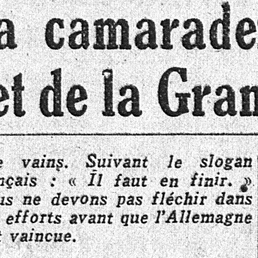 a camarade
et de la Gran
e vains. Suivant le slogan
nçais : « Il faut en finir. »
us ne devons pas fléchir dans
efforts avant que l'Allemagne
t vaincue.